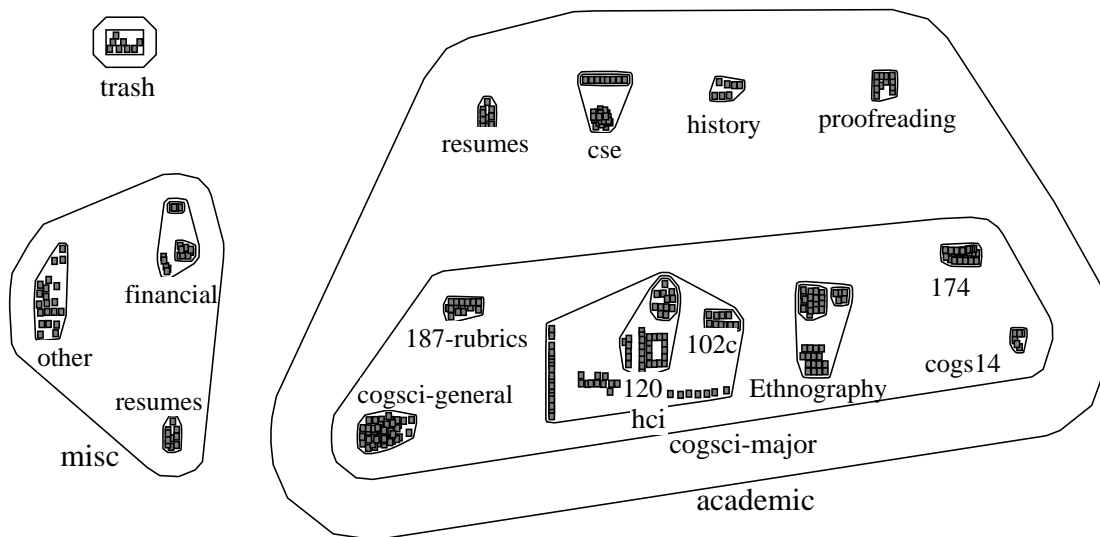 trash
resumes
cse
history
proofreading
financial
other
resumes
misc
187-rubrics
102c
174
cogs14
cogsci-general
120
Ethnography
hci
cogsci-major
academic